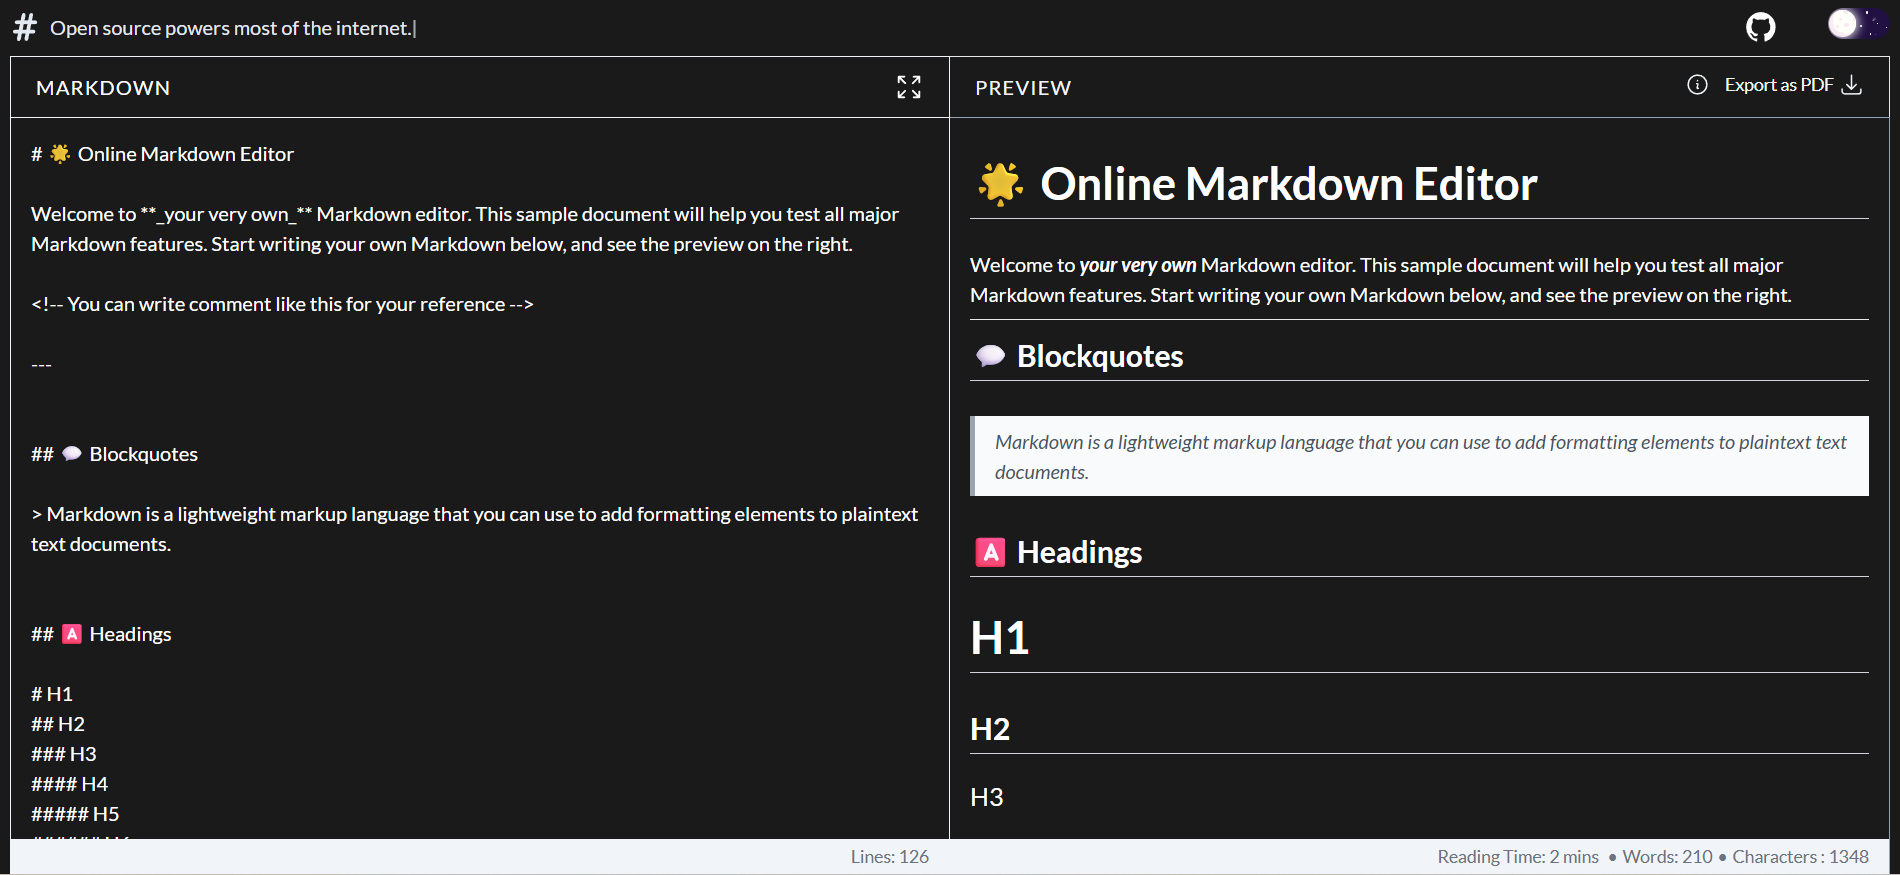 # Open source powers most of the internet.|
MARKDOWN
# 🌟 Online Markdown Editor
Welcome to **_your very own_** Markdown editor. This sample document will help you test all major
Markdown features. Start writing your own Markdown below, and see the preview on the right.
<!-- You can write comment like this for your reference -->
---
## 💬 Blockquotes
> Markdown is a lightweight markup language that you can use to add formatting elements to plaintext
text documents.
## 🅰️ Headings
# H1
## H2
### H3
#### H4
##### H5
###### H6
Lines: 126
PREVIEW
Export as PDF
🌟 Online Markdown Editor
Welcome to your very own Markdown editor. This sample document will help you test all major
Markdown features. Start writing your own Markdown below, and see the preview on the right.
💬 Blockquotes
Markdown is a lightweight markup language that you can use to add formatting elements to plaintext text
documents.
🅰️ Headings
H1
H2
H3
Reading Time: 2 mins • Words: 210 • Characters : 1348